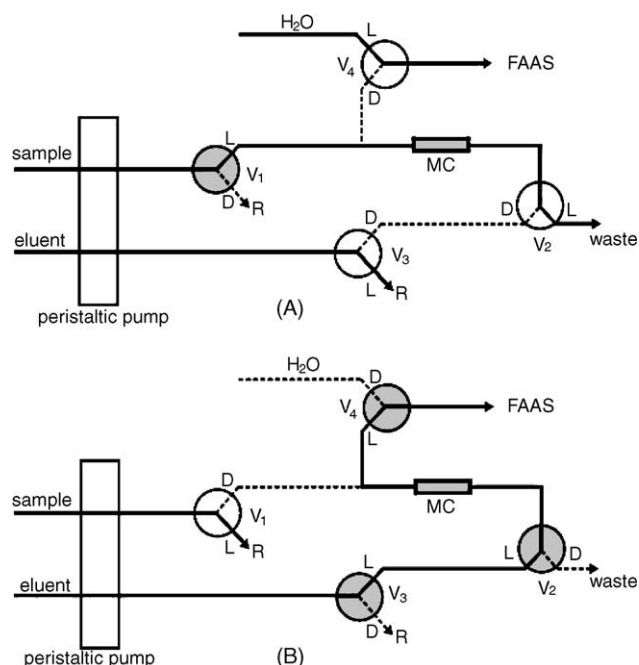 H₂O L
V₄ FAAS
D
sample L
MC
V₁
D R
D L
V₂ waste
eluent D
V₃
L R
peristaltic pump (A)
H₂O D
V₄ FAAS
L
sample D
MC
V₁
L R
L D
V₂ waste
eluent L
V₃
D R
peristaltic pump (B)